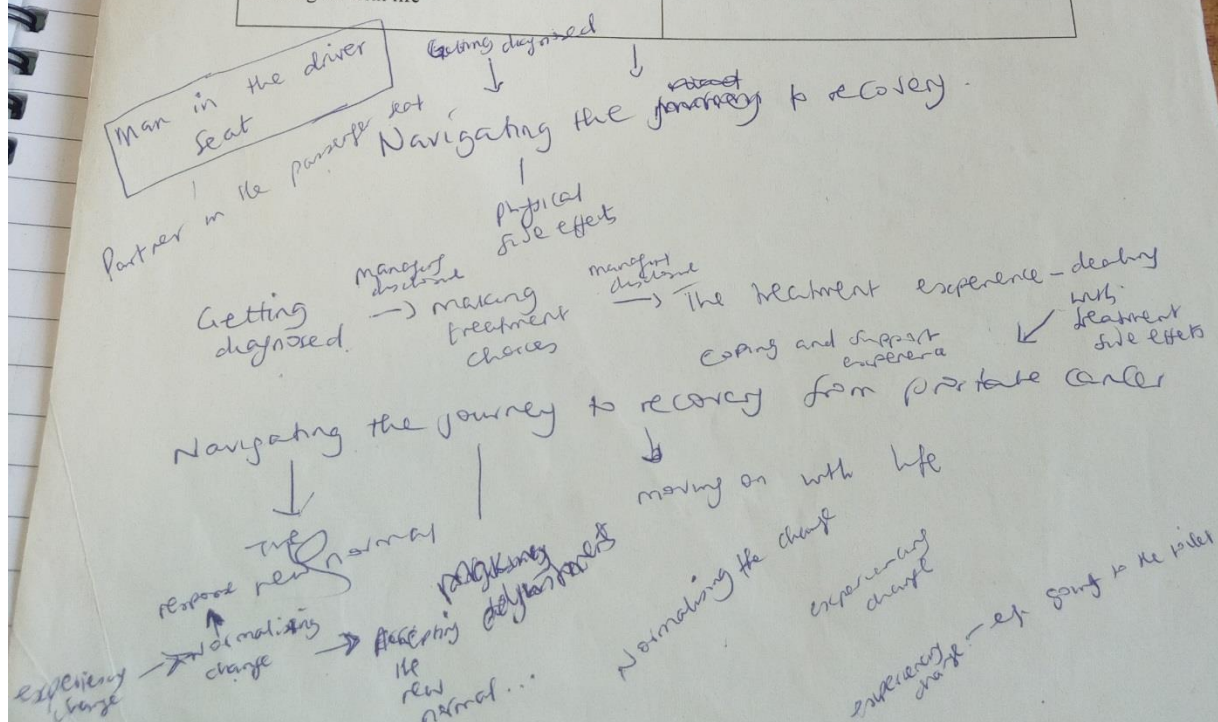 Man in the driver
Seat
Partner in the passenger seat
Getting diagnosed
Navigating the journey to recovery.
physical
side effects
Getting
diagnosed
managing
disclosure
making
treatment
choices
managing
disclosure
The treatment experience - dealing
with
treatment
side effects
coping and support
experience
Navigating the journey to recovery from prostate cancer
The
new normal
response
making
adjustment
moving on with life
experiencing
change
Normalising
change
Accepting
the
new
normal...
Normalising the change
experiencing
change
experiencing
change - eg going to the toilet